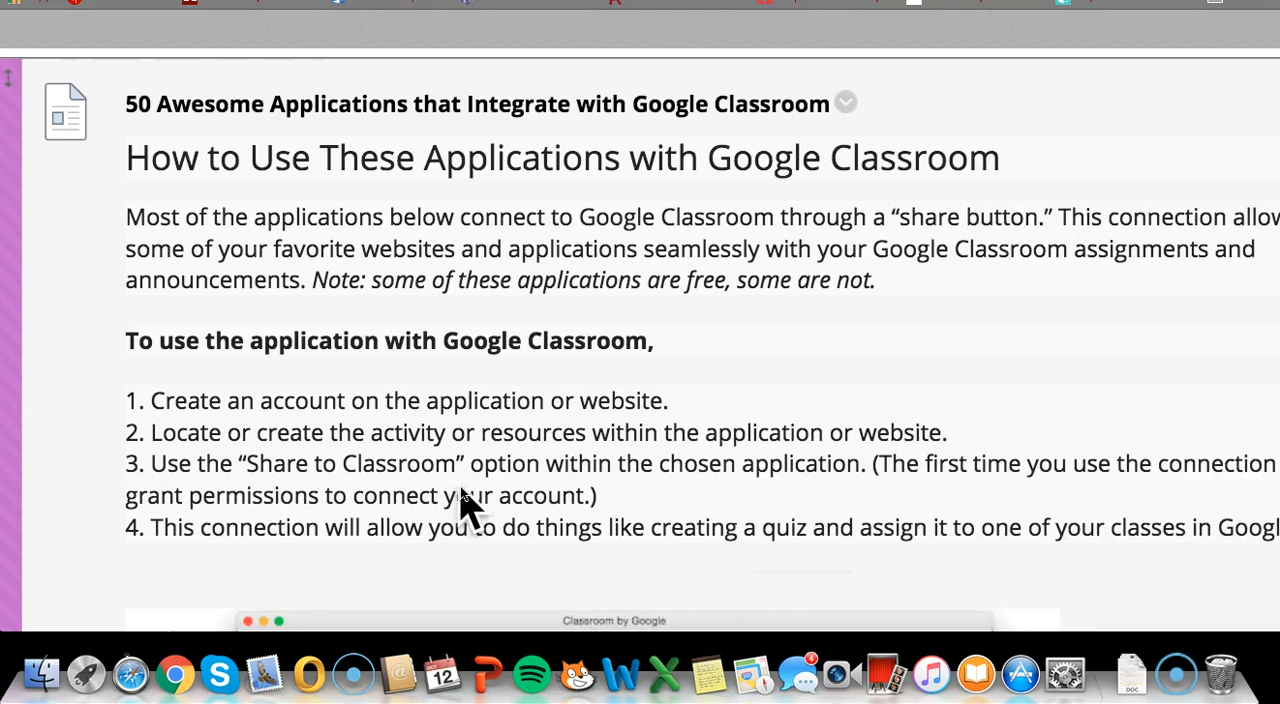 50 Awesome Applications that Integrate with Google Classroom
How to Use These Applications with Google Classroom
Most of the applications below connect to Google Classroom through a “share button.” This connection allow
some of your favorite websites and applications seamlessly with your Google Classroom assignments and
announcements. Note: some of these applications are free, some are not.
To use the application with Google Classroom,
1. Create an account on the application or website.
2. Locate or create the activity or resources within the application or website.
3. Use the “Share to Classroom” option within the chosen application. (The first time you use the connection
grant permissions to connect your account.)
4. This connection will allow you to do things like creating a quiz and assign it to one of your classes in Googl
Classroom by Google
OCT
12
4
DOC